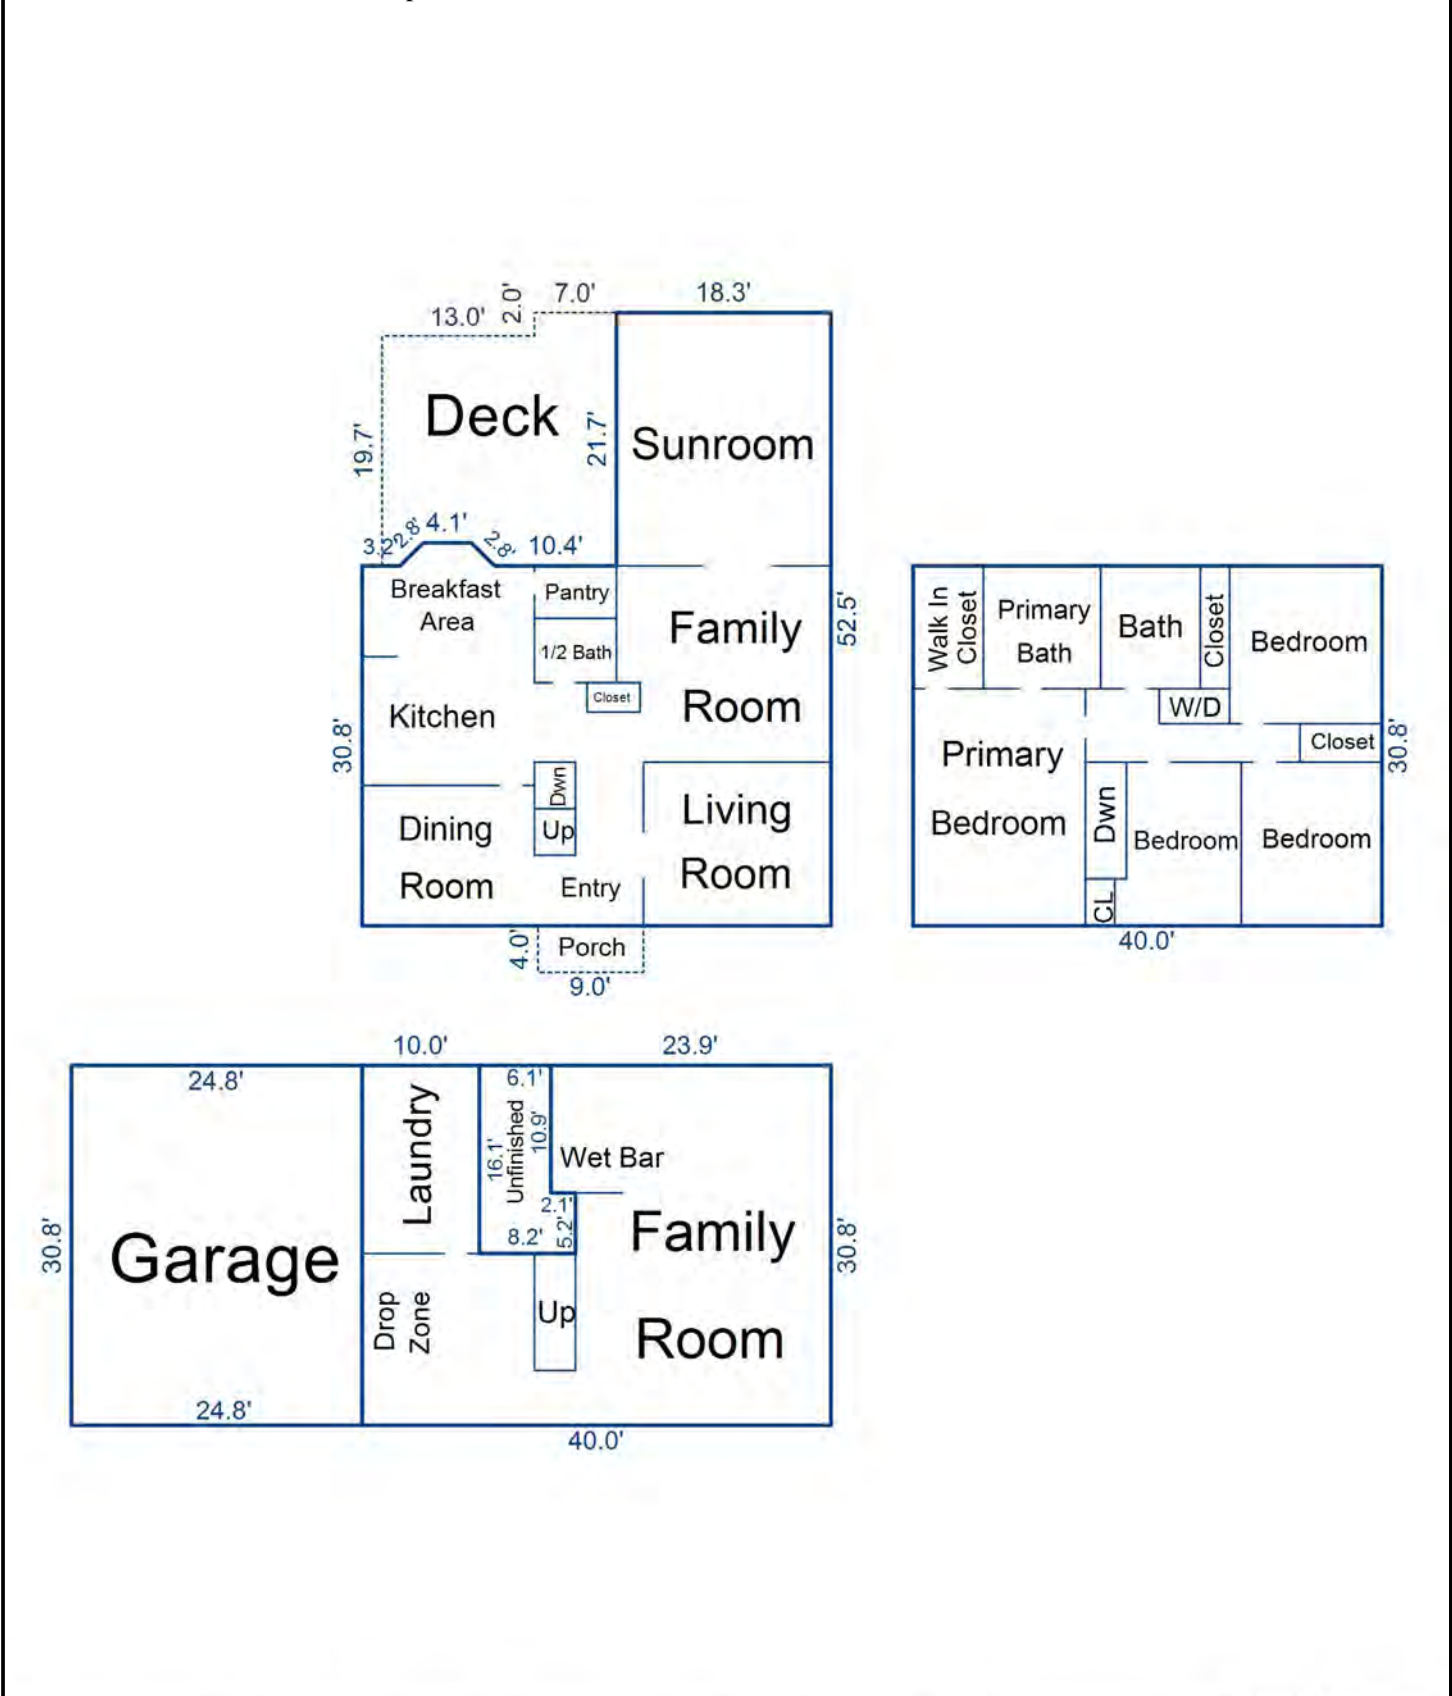 7.0'
18.3'
2.0'
13.0'
Deck
21.7'
Sunroom
19.7'
4.1'
2.8'
2.8'
3.2'
10.4'
Breakfast
Area
Pantry
Family
Room
52.5'
1/2 Bath
Closet
Kitchen
30.8'
Dwn
Up
Living
Room
Dining
Room
Entry
Porch
4.0'
9.0'
Walk In
Closet
Primary
Bath
Bath
Closet
Bedroom
W/D
Closet
30.8'
Primary
Bedroom
Dwn
Bedroom
Bedroom
CL
40.0'
10.0'
23.9'
24.8'
6.1'
Laundry
Unfinished
16.1'
10.9'
Wet Bar
2.1'
5.2'
8.2'
Family
Room
30.8'
Garage
30.8'
Drop
Zone
Up
24.8'
40.0'